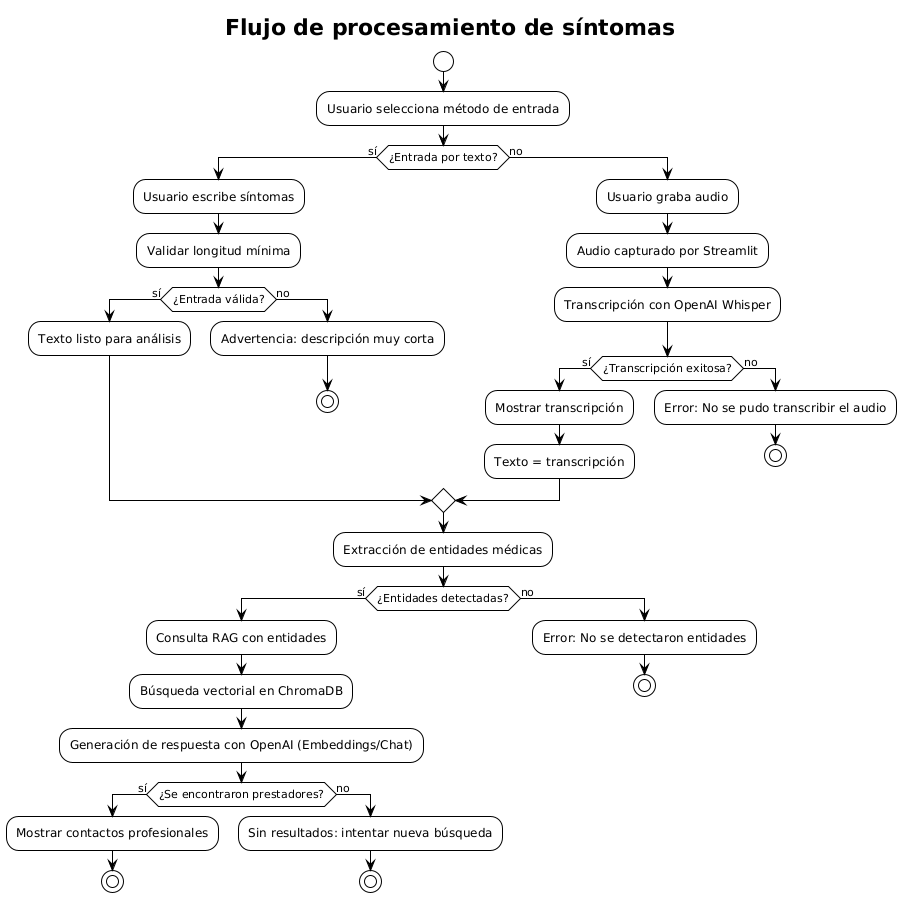 Flujo de procesamiento de síntomas
Usuario selecciona método de entrada
sí
¿Entrada por texto?
no
Usuario escribe síntomas
Usuario graba audio
Validar longitud mínima
Audio capturado por Streamlit
sí
¿Entrada válida?
no
Transcripción con OpenAI Whisper
Texto listo para análisis
Advertencia: descripción muy corta
sí
¿Transcripción exitosa?
no
Mostrar transcripción
Error: No se pudo transcribir el audio
Texto = transcripción
Extracción de entidades médicas
sí
¿Entidades detectadas?
no
Consulta RAG con entidades
Error: No se detectaron entidades
Búsqueda vectorial en ChromaDB
Generación de respuesta con OpenAI (Embeddings/Chat)
sí
¿Se encontraron prestadores?
no
Mostrar contactos profesionales
Sin resultados: intentar nueva búsqueda